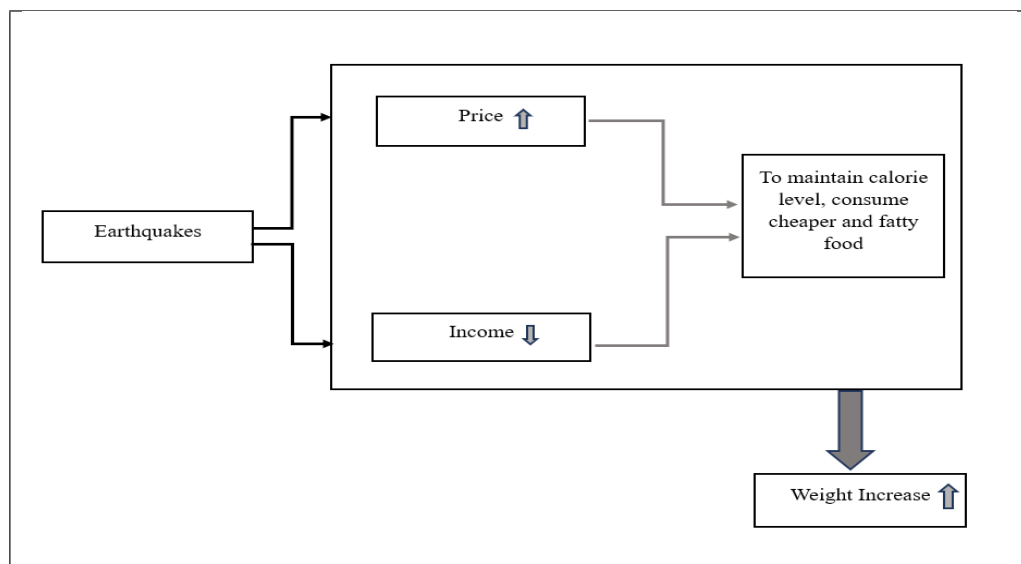 Price
To maintain calorie
level, consume
cheaper and fatty
food
Earthquakes
Income
Weight Increase